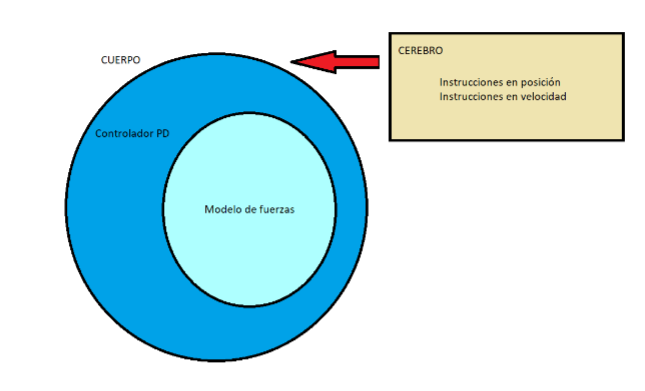 CUERPO
CEREBRO
Instrucciones en posición
Instrucciones en velocidad
Controlador PD
Modelo de fuerzas